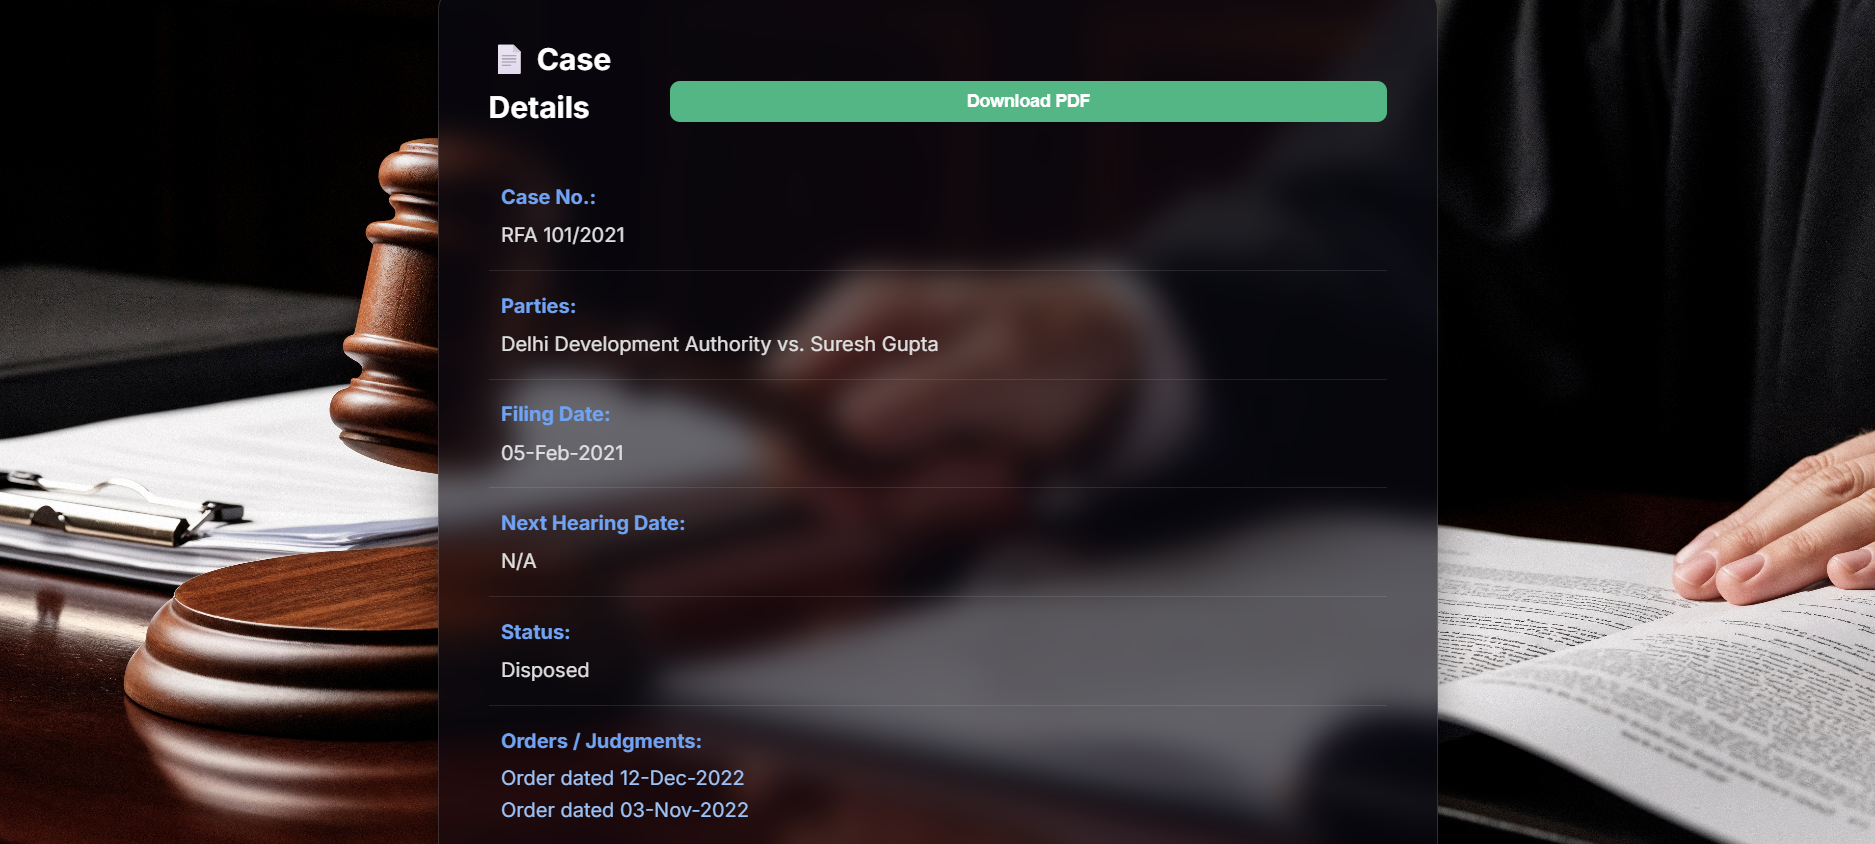 Case
Details
Download PDF
Case No.:
RFA 101/2021
Parties:
Delhi Development Authority vs. Suresh Gupta
Filing Date:
05-Feb-2021
Next Hearing Date:
N/A
Status:
Disposed
Orders / Judgments:
Order dated 12-Dec-2022
Order dated 03-Nov-2022